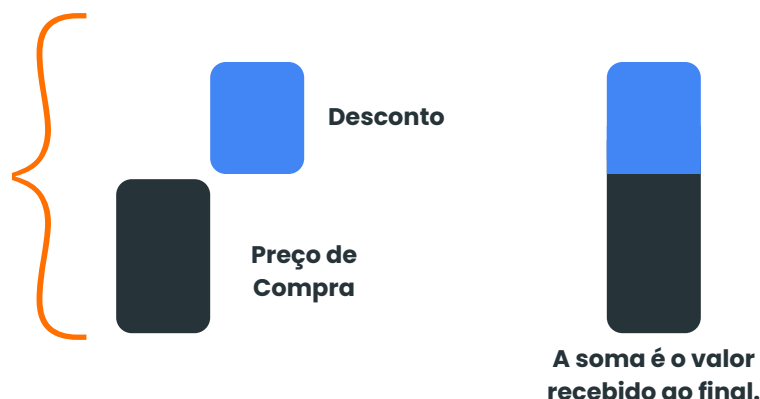 Desconto
Preço de
Compra
A soma é o valor
recebido ao final.